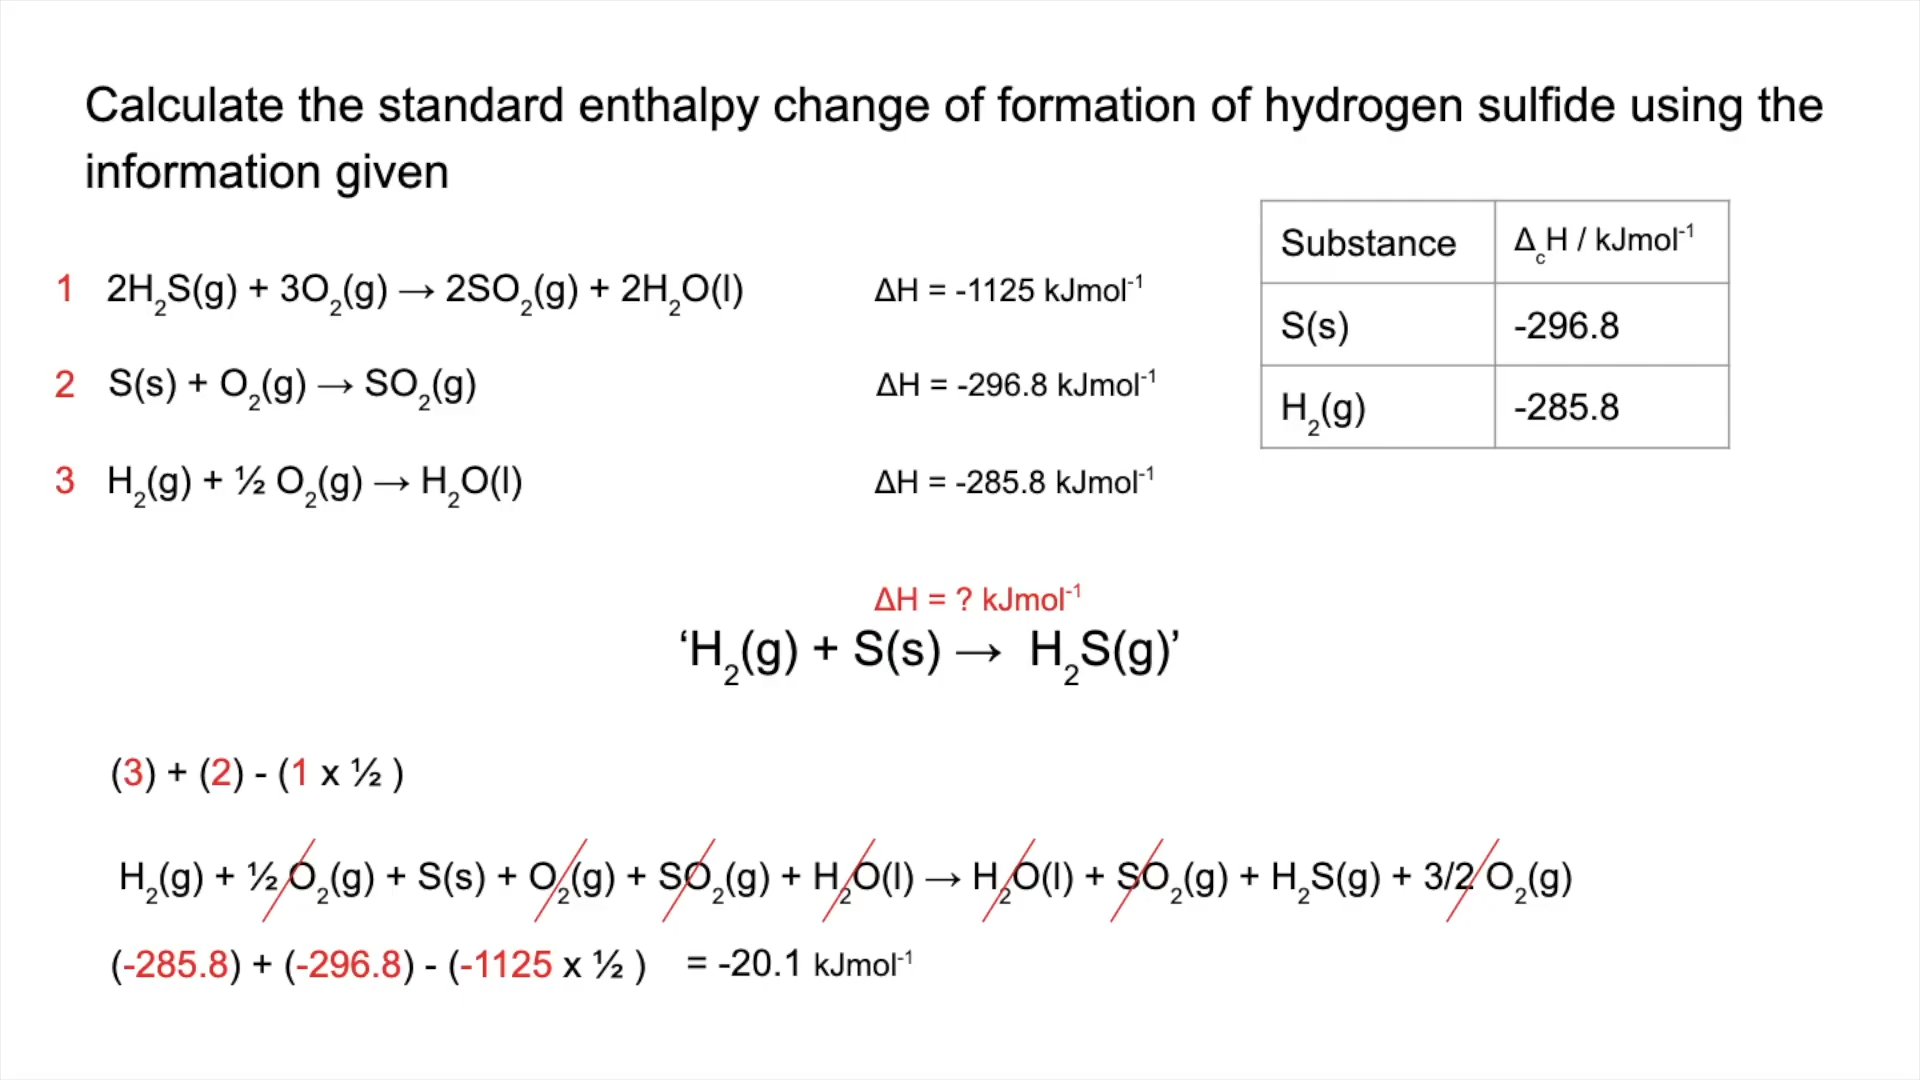 Calculate the standard enthalpy change of formation of hydrogen sulfide using the
information given
Substance Δ꜀H / kJmol⁻¹
S(s) -296.8
H₂(g) -285.8
1 2H₂S(g) + 3O₂(g) → 2SO₂(g) + 2H₂O(l) ΔH = -1125 kJmol⁻¹
2 S(s) + O₂(g) → SO₂(g) ΔH = -296.8 kJmol⁻¹
3 H₂(g) + ½ O₂(g) → H₂O(l) ΔH = -285.8 kJmol⁻¹
ΔH = ? kJmol⁻¹
‘H₂(g) + S(s) → H₂S(g)’
(3) + (2) - (1 x ½ )
H₂(g) + ½ O₂(g) + S(s) + O₂(g) + SO₂(g) + H₂O(l) → H₂O(l) + SO₂(g) + H₂S(g) + 3/2 O₂(g)
(-285.8) + (-296.8) - (-1125 x ½ ) = -20.1 kJmol⁻¹